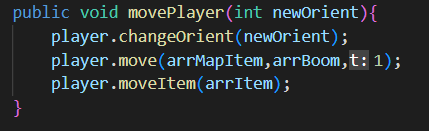 public void movePlayer(int newOrient){
player.changeOrient(newOrient);
player.move(arrMapItem,arrBoom,t:1);
player.moveItem(arrItem);
}